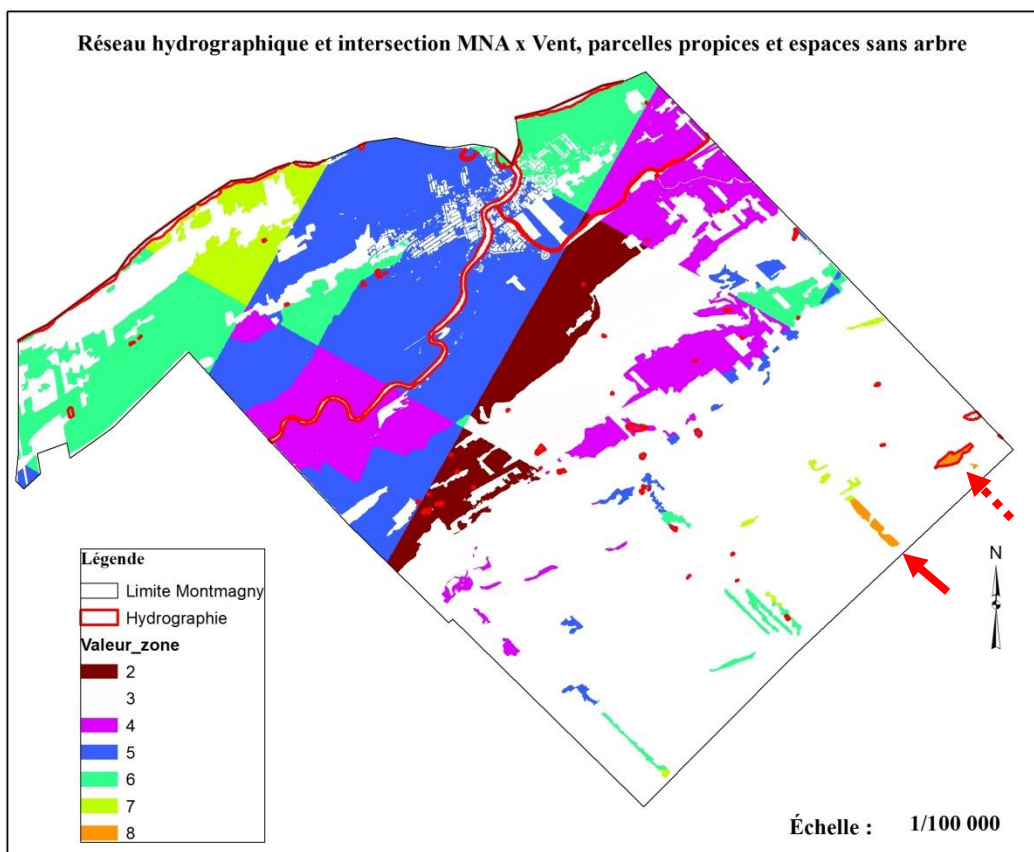 Réseau hydrographique et intersection MNA x Vent, parcelles propices et espaces sans arbre
N
Légende
Limite Montmagny
Hydrographie
Valeur_zone
2
3
4
5
6
7
8
Échelle : 1/100 000